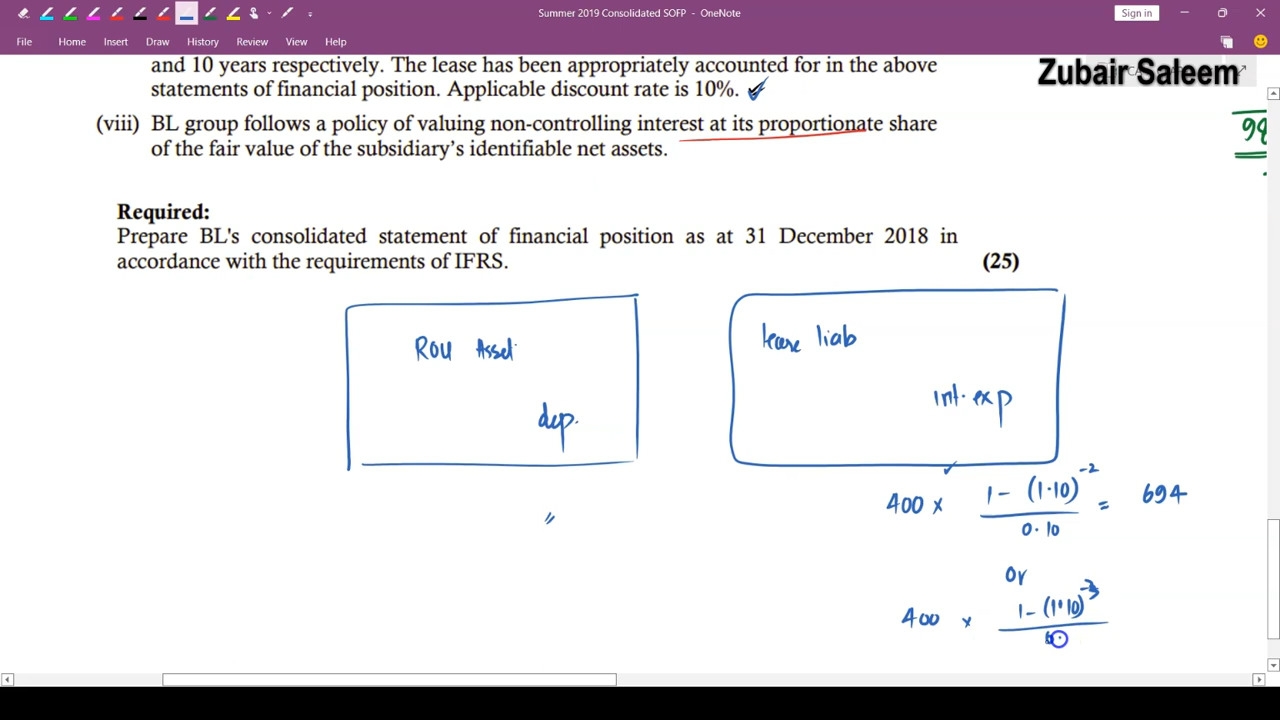 Summer 2019 Consolidated SOFP - OneNote
Sign in
File Home Insert Draw History Review View Help
and 10 years respectively. The lease has been appropriately accounted for in the above
Zubair Saleem
statements of financial position. Applicable discount rate is 10%.
(viii) BL group follows a policy of valuing non-controlling interest at its proportionate share
of the fair value of the subsidiary's identifiable net assets.
Required:
Prepare BL's consolidated statement of financial position as at 31 December 2018 in
accordance with the requirements of IFRS. (25)
ROU Asset
dep.
lease liab
int. exp
400 x 1 - (1.10)^-2 / 0.10 = 694
or
400 x 1 - (1.10)^-3